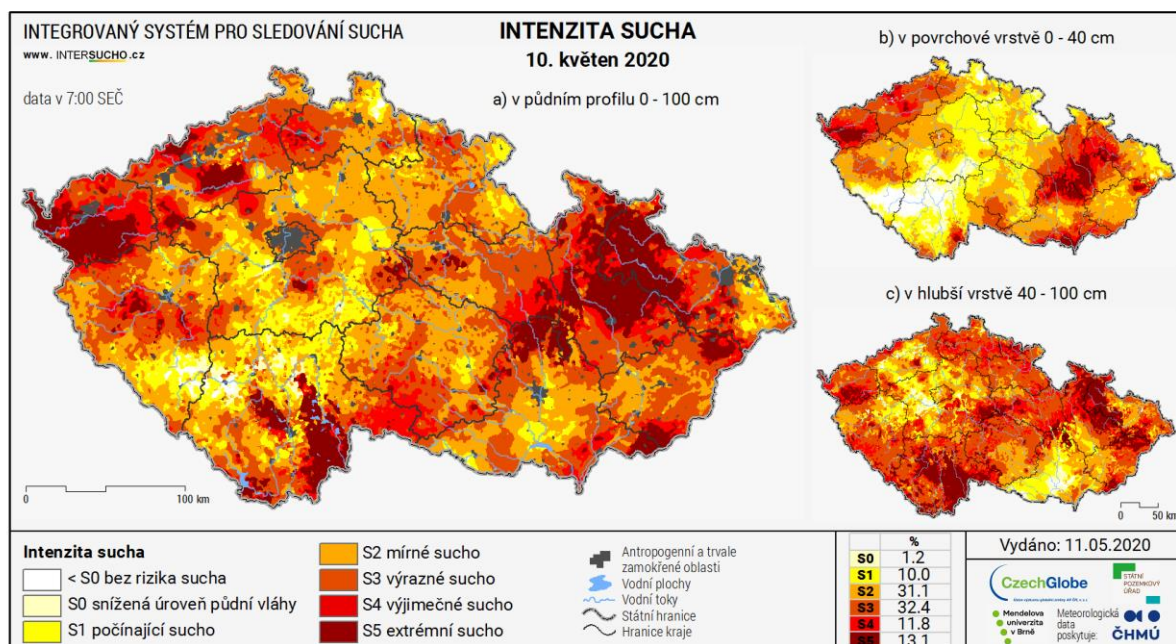 INTEGROVANÝ SYSTÉM PRO SLEDOVÁNÍ SUCHA
www. INTERSUCHO.cz
data v 7:00 SEČ
INTENZITA SUCHA
10. květen 2020
a) v půdním profilu 0 - 100 cm
b) v povrchové vrstvě 0 - 40 cm
c) v hlubší vrstvě 40 - 100 cm
0 100 km
0 50 km
Intenzita sucha
< S0 bez rizika sucha
S0 snížená úroveň půdní vláhy
S1 počínající sucho
S2 mírné sucho
S3 výrazné sucho
S4 výjimečné sucho
S5 extrémní sucho
Antropogenní a trvale
zamokřené oblasti
Vodní plochy
Vodní toky
Státní hranice
Hranice kraje
%
S0 1.2
S1 10.0
S2 31.1
S3 32.4
S4 11.8
S5 13.1
Vydáno: 11.05.2020
CzechGlobe
STÁTNÍ
POZEMKOVÝ
ÚŘAD
Mendelova
univerzita
v Brně
Meteorologická
data
poskytuje:
ČHMÚ